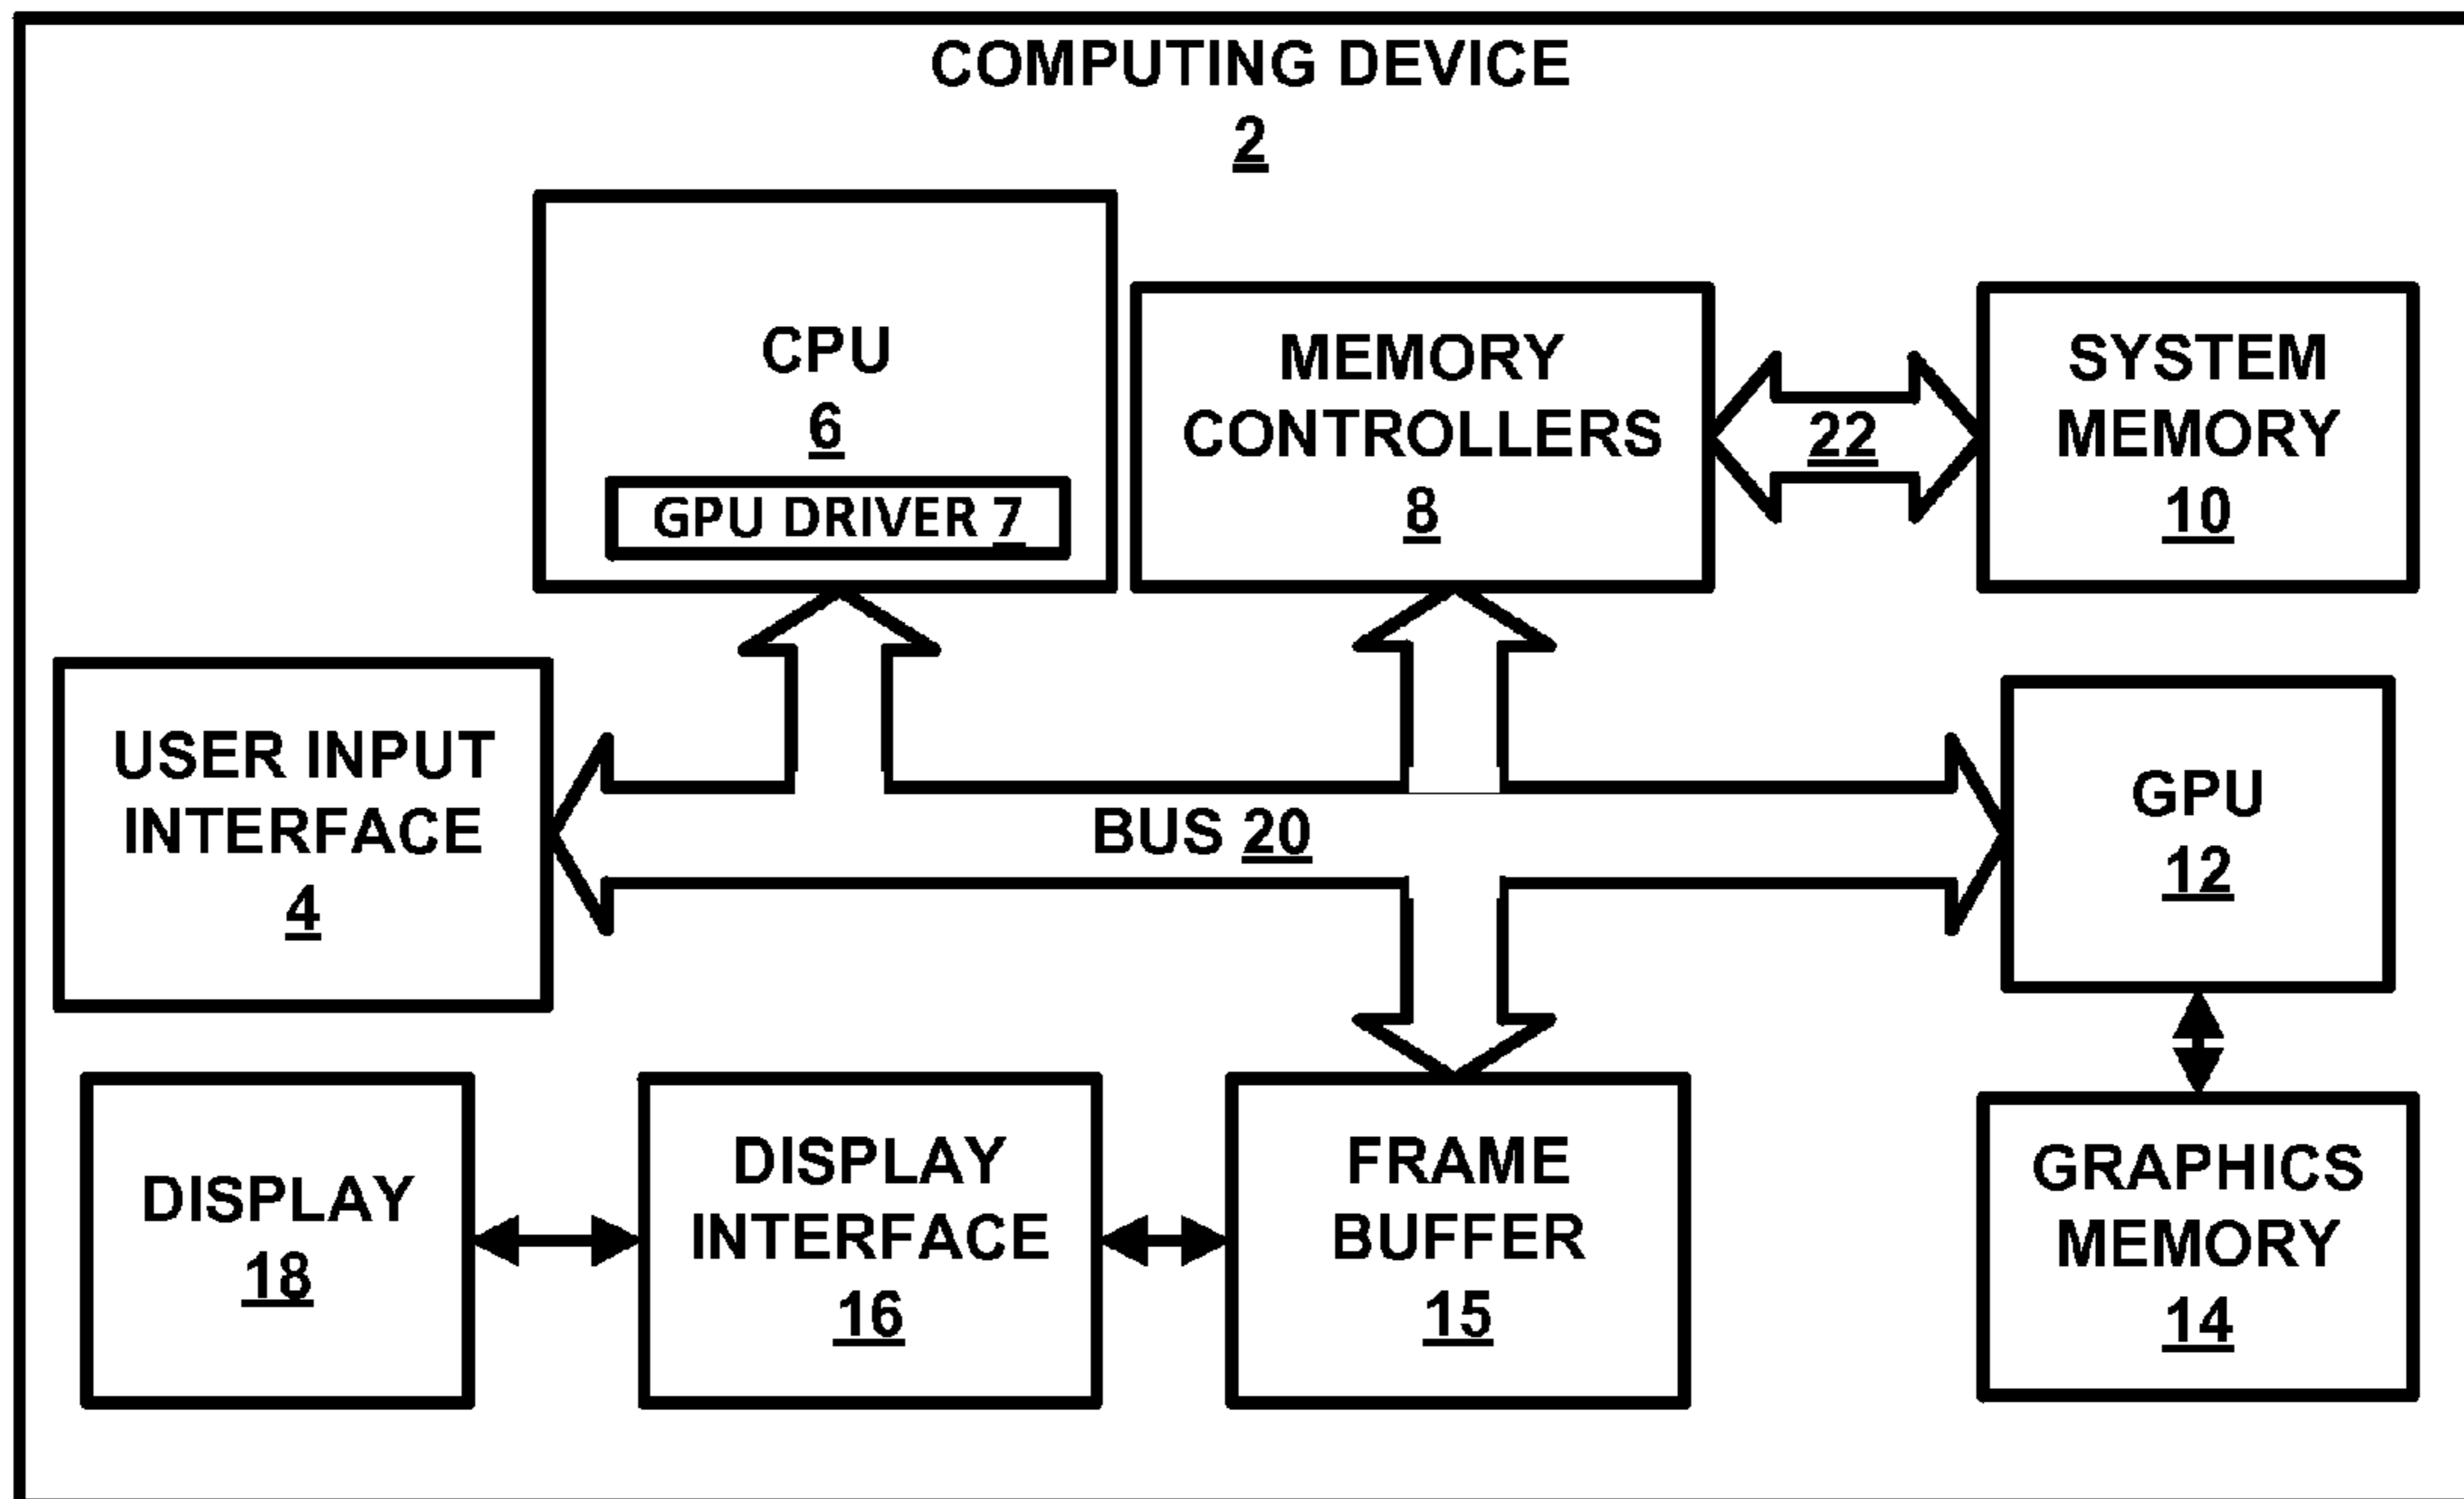 COMPUTING DEVICE
2
CPU
6
GPU DRIVER 7
MEMORY
CONTROLLERS
8
22
SYSTEM
MEMORY
10
USER INPUT
INTERFACE
4
BUS 20
GPU
12
DISPLAY
18
DISPLAY
INTERFACE
16
FRAME
BUFFER
15
GRAPHICS
MEMORY
14